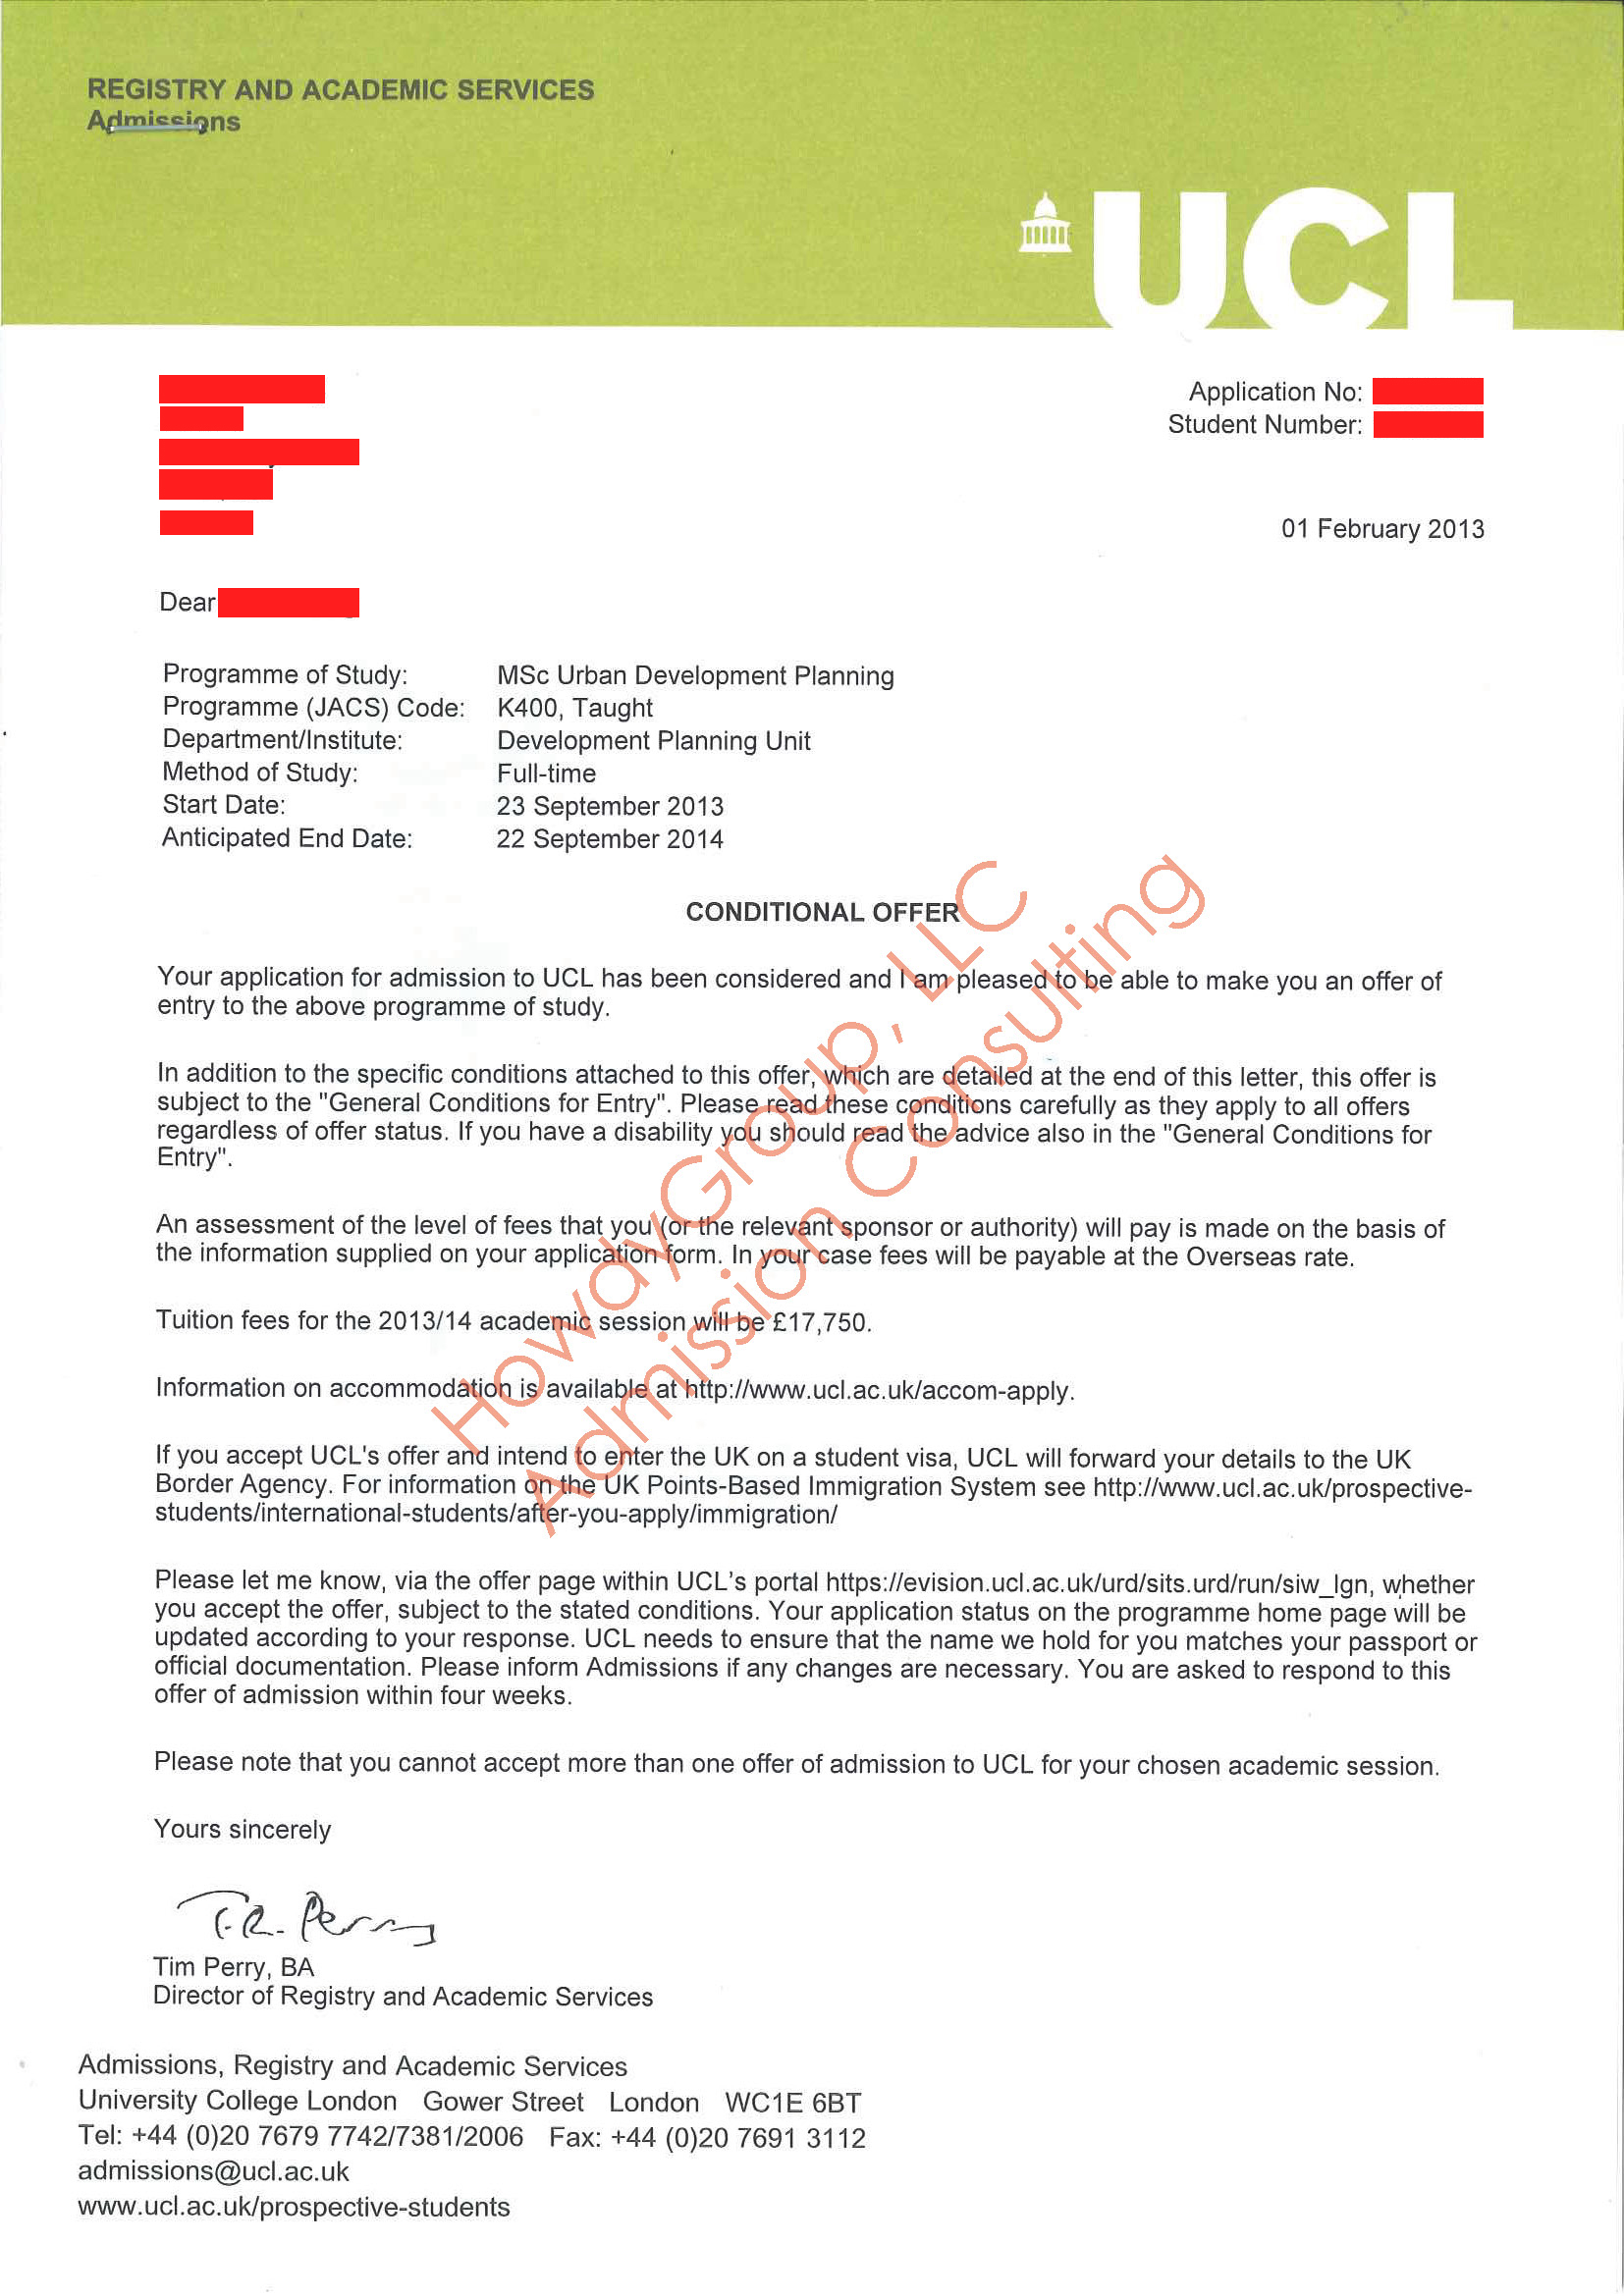 REGISTRY AND ACADEMIC SERVICES
Admissions
UCL
Application No:
Student Number:
01 February 2013
Dear
Programme of Study: MSc Urban Development Planning
Programme (JACS) Code: K400, Taught
Department/Institute: Development Planning Unit
Method of Study: Full-time
Start Date: 23 September 2013
Anticipated End Date: 22 September 2014
CONDITIONAL OFFER
Your application for admission to UCL has been considered and I am pleased to be able to make you an offer of
entry to the above programme of study.
In addition to the specific conditions attached to this offer, which are detailed at the end of this letter, this offer is
subject to the "General Conditions for Entry". Please read these conditions carefully as they apply to all offers
regardless of offer status. If you have a disability you should read the advice also in the "General Conditions for
Entry".
An assessment of the level of fees that you (or the relevant sponsor or authority) will pay is made on the basis of
the information supplied on your application form. In your case fees will be payable at the Overseas rate.
Tuition fees for the 2013/14 academic session will be £17,750.
Information on accommodation is available at http://www.ucl.ac.uk/accom-apply.
If you accept UCL's offer and intend to enter the UK on a student visa, UCL will forward your details to the UK
Border Agency. For information on the UK Points-Based Immigration System see http://www.ucl.ac.uk/prospective-
students/international-students/after-you-apply/immigration/
Please let me know, via the offer page within UCL's portal https://evision.ucl.ac.uk/urd/sits.urd/run/siw_lgn, whether
you accept the offer, subject to the stated conditions. Your application status on the programme home page will be
updated according to your response. UCL needs to ensure that the name we hold for you matches your passport or
official documentation. Please inform Admissions if any changes are necessary. You are asked to respond to this
offer of admission within four weeks.
Please note that you cannot accept more than one offer of admission to UCL for your chosen academic session.
Yours sincerely
T.R. Perry
Tim Perry, BA
Director of Registry and Academic Services
Admissions, Registry and Academic Services
University College London Gower Street London WC1E 6BT
Tel: +44 (0)20 7679 7742/7381/2006 Fax: +44 (0)20 7691 3112
admissions@ucl.ac.uk
www.ucl.ac.uk/prospective-students
HowdyGroup, LLC
Admission Consulting